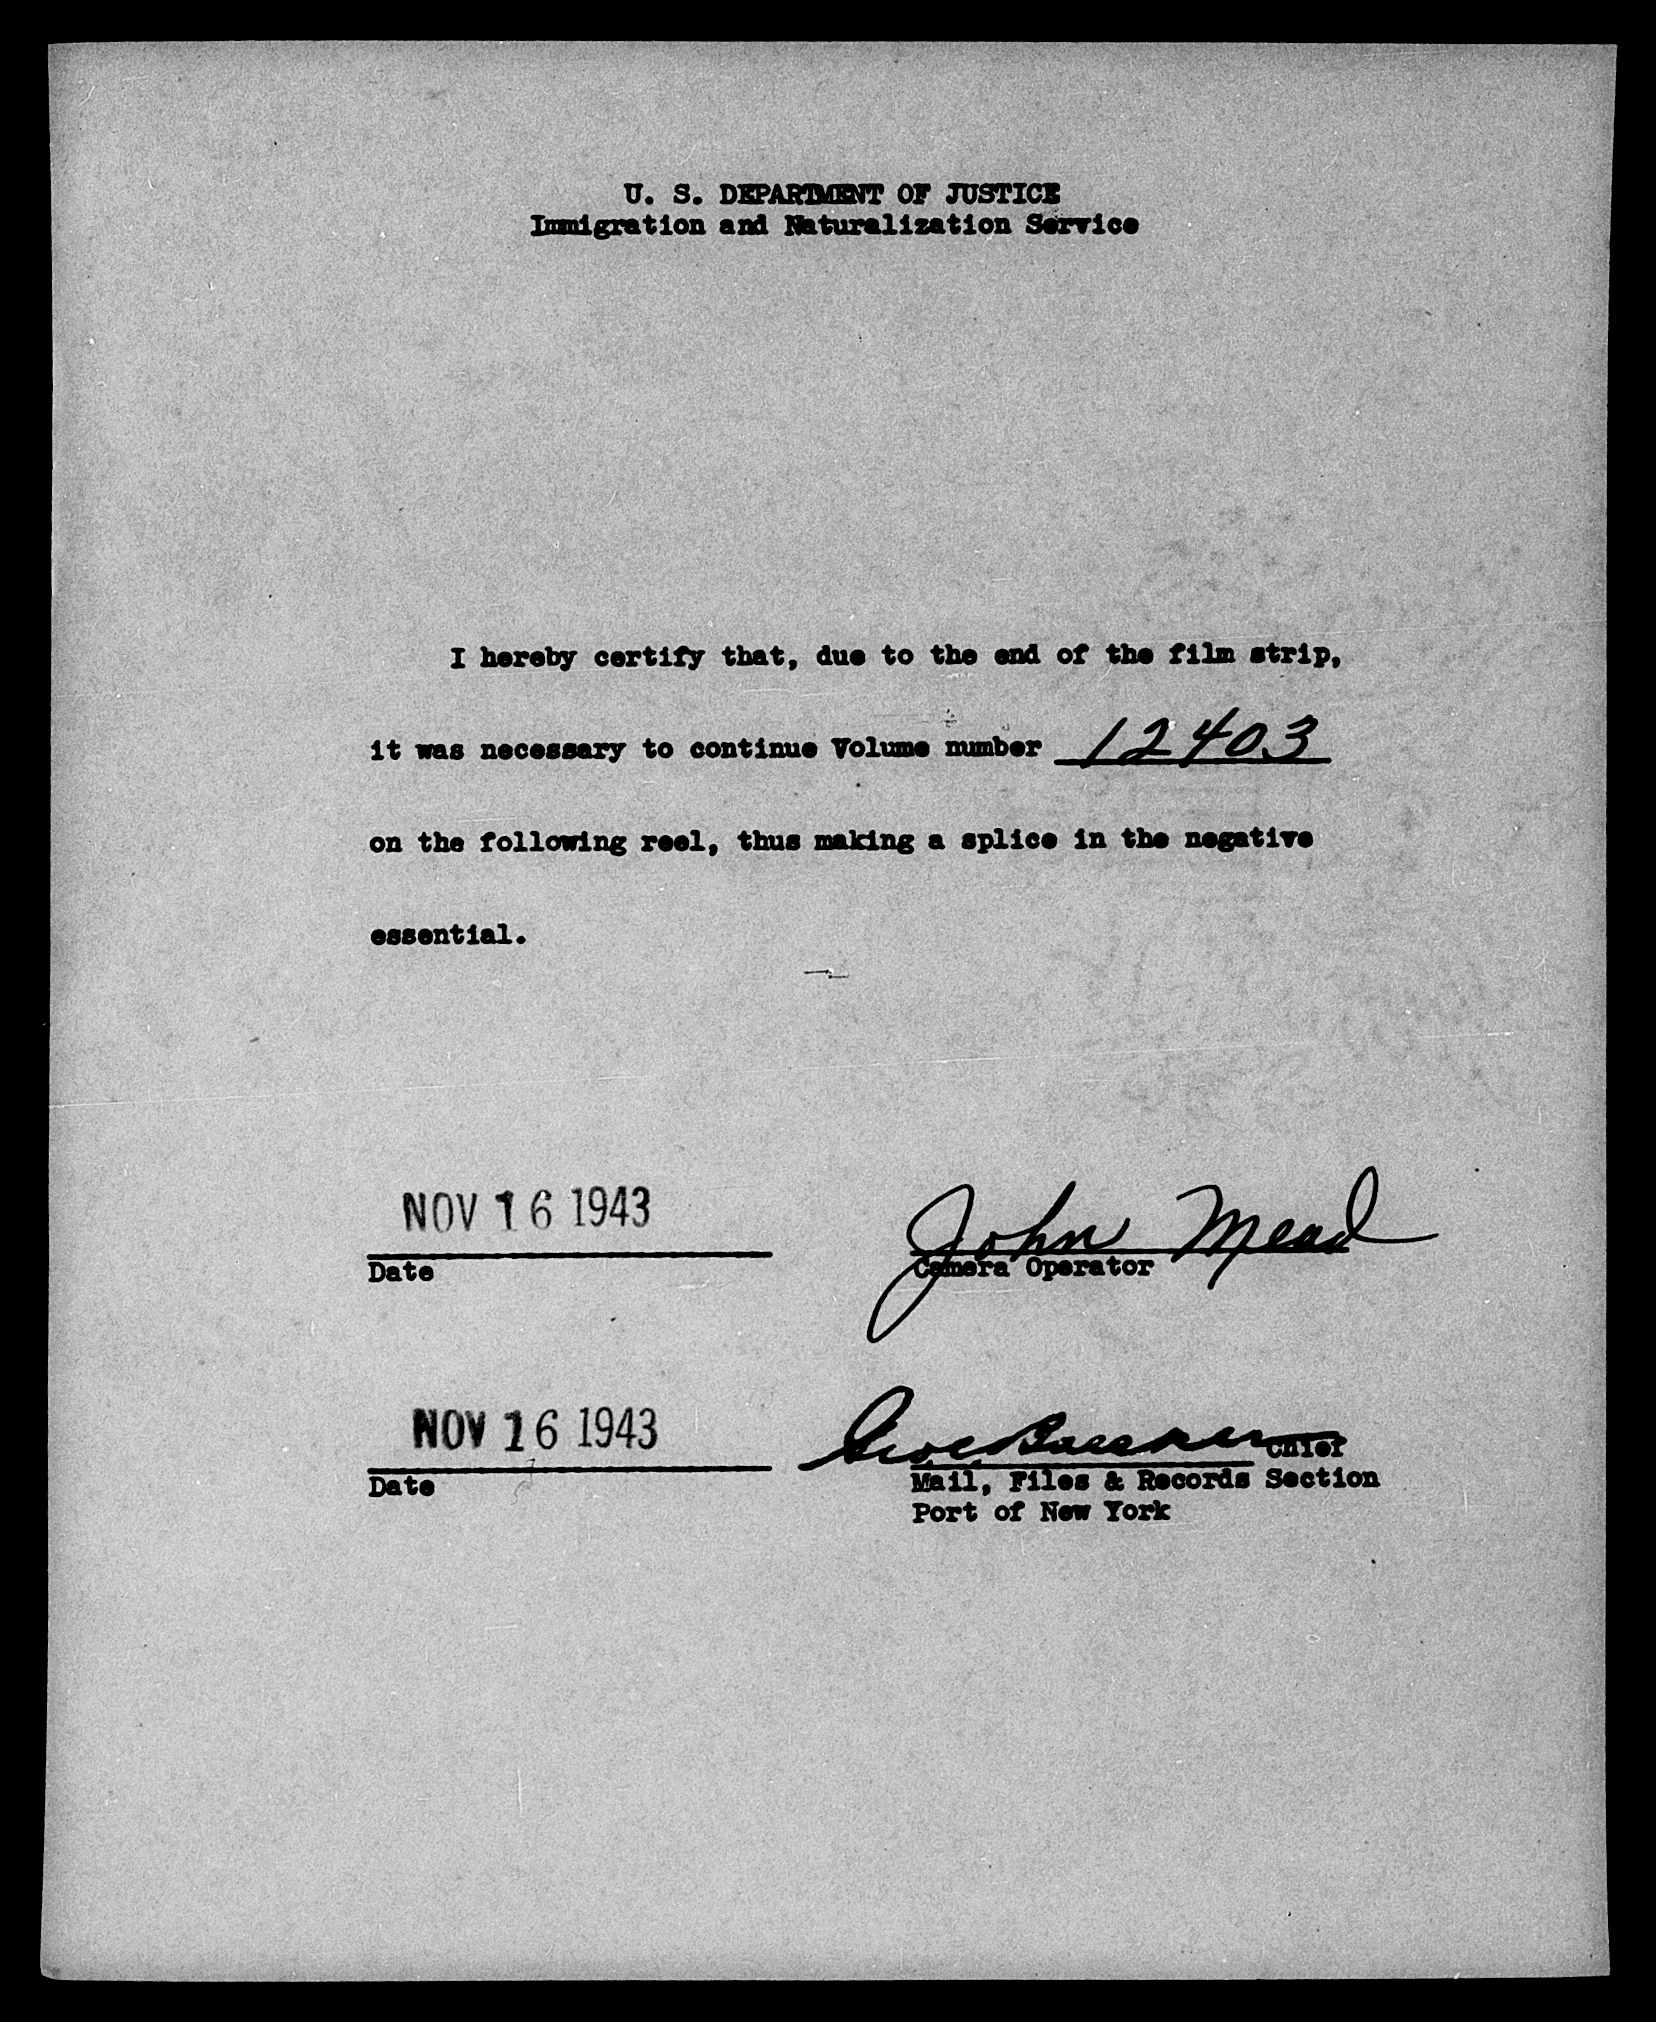 U. S. DEPARTMENT OF JUSTICE
Immigration and Naturalization Service
I hereby certify that, due to the end of the film strip,
it was necessary to continue Volume number 12403
on the following reel, thus making a splice in the negative
essential.
NOV 16 1943
Date
John Mead
Camera Operator
NOV 16 1943
Date
Chief
Mail, Files & Records Section
Port of New York